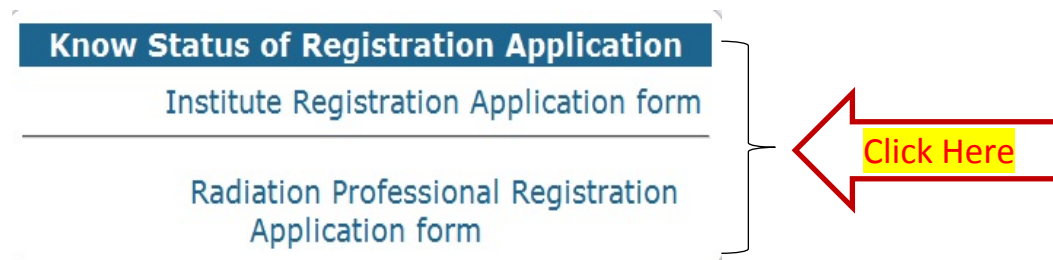 Know Status of Registration Application
Institute Registration Application form
Click Here
Radiation Professional Registration
Application form